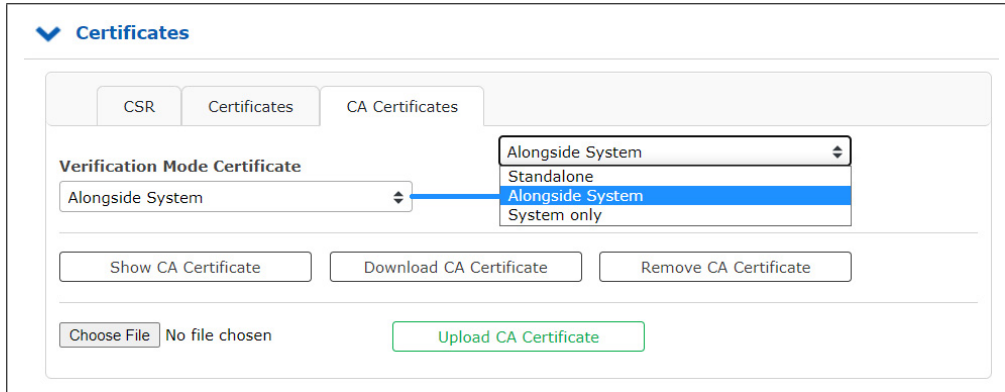 Certificates
CSR Certificates CA Certificates
Verification Mode Certificate
Alongside System
Alongside System
Standalone
Alongside System
System only
Show CA Certificate Download CA Certificate Remove CA Certificate
Choose File No file chosen Upload CA Certificate